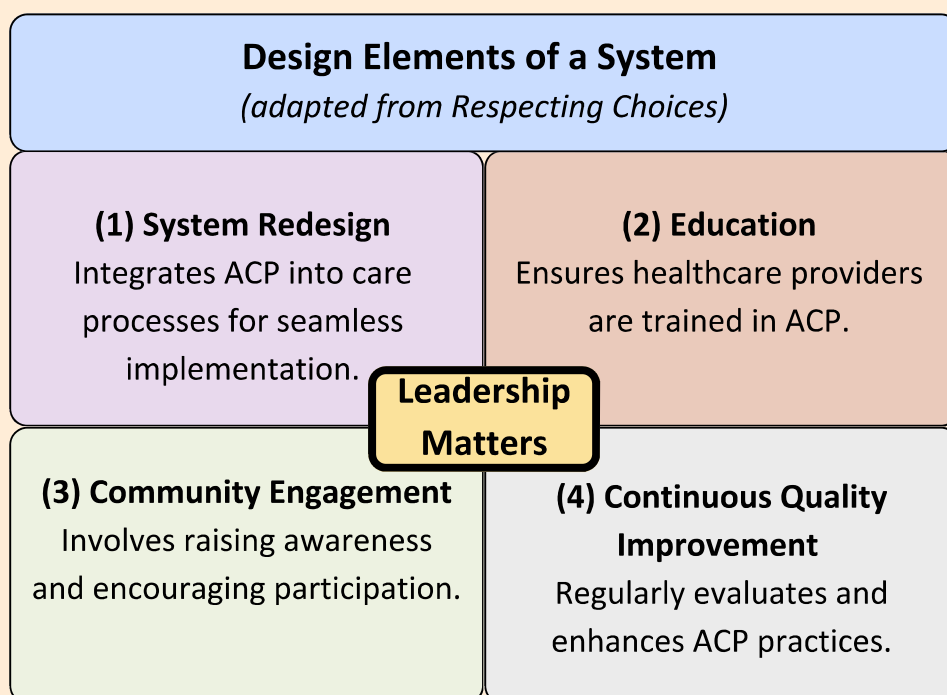 Design Elements of a System
(adapted from Respecting Choices)
(1) System Redesign
Integrates ACP into care
processes for seamless
implementation.
(2) Education
Ensures healthcare providers
are trained in ACP.
Leadership
Matters
(3) Community Engagement
Involves raising awareness
and encouraging participation.
(4) Continuous Quality
Improvement
Regularly evaluates and
enhances ACP practices.